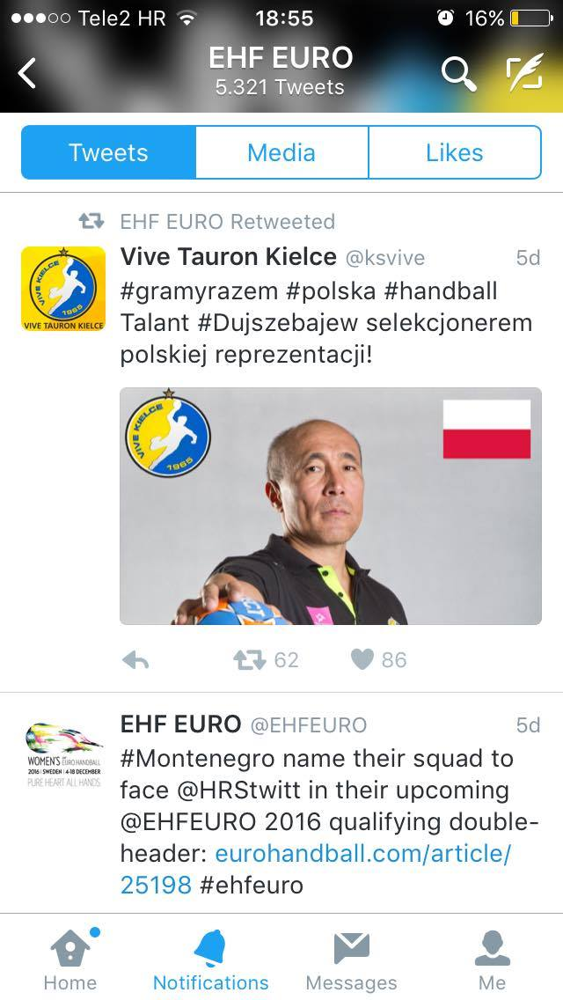 Tele2 HR 18:55 16%
EHF EURO
5.321 Tweets
Tweets Media Likes
EHF EURO Retweeted
Vive Tauron Kielce @ksvive 5d
#gramyrazem #polska #handball
Talant #Dujszebajew selekcjonerem
polskiej reprezentacji!
VIVE KIELCE
1965
VIVE TAURON KIELCE
VIVE KIELCE
1965
62 86
EHF EURO @EHFEURO 5d
#Montenegro name their squad to
face @HRStwitt in their upcoming
@EHFEURO 2016 qualifying double-
header: eurohandball.com/article/
25198 #ehfeuro
WOMEN'S EURO HANDBALL
2016 | SWEDEN | 4-18 DECEMBER
PURE HEART ALL HANDS
Home Notifications Messages Me